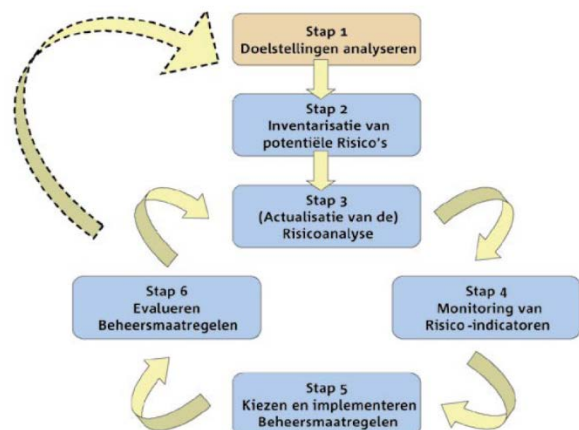 Stap 1
Doelstellingen analyseren
Stap 2
Inventarisatie van
potentiële Risico's
Stap 3
(Actualisatie van de)
Risicoanalyse
Stap 6
Evalueren
Beheersmaatregelen
Stap 4
Monitoring van
Risico-indicatoren
Stap 5
Kiezen en implementeren
Beheersmaatregelen